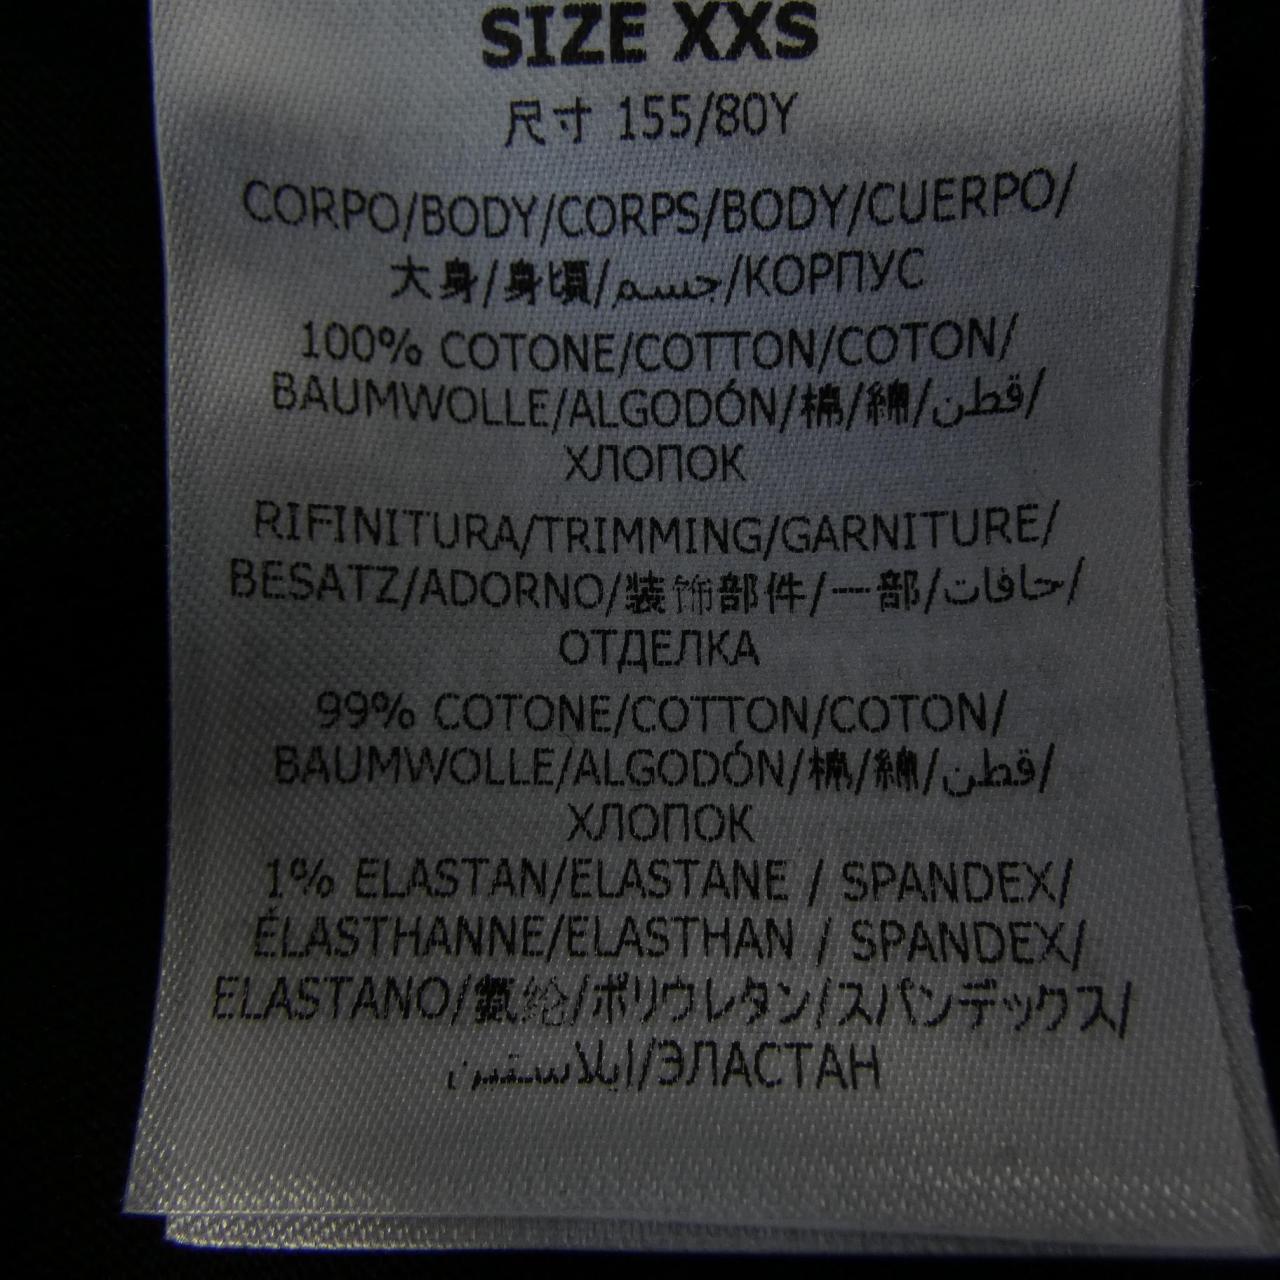 SIZE XXS
尺寸 155/80Y
CORPO/BODY/CORPS/BODY/CUERPO/
大身/身頃/جسم/КОРПУС
100% COTONE/COTTON/COTON/
BAUMWOLLE/ALGODÓN/棉/綿/قطن/
ХЛОПОК
RIFINITURA/TRIMMING/GARNITURE/
BESATZ/ADORNO/装饰部件/一部/حافات/
ОТДЕЛКА
99% COTONE/COTTON/COTON/
BAUMWOLLE/ALGODÓN/棉/綿/قطن/
ХЛОПОК
1% ELASTAN/ELASTANE / SPANDEX/
ÉLASTHANNE/ELASTHAN / SPANDEX/
ELASTANO/氨纶/ポリウレタン/スパンデックス/
ايلاستين/ЭЛАСТАН